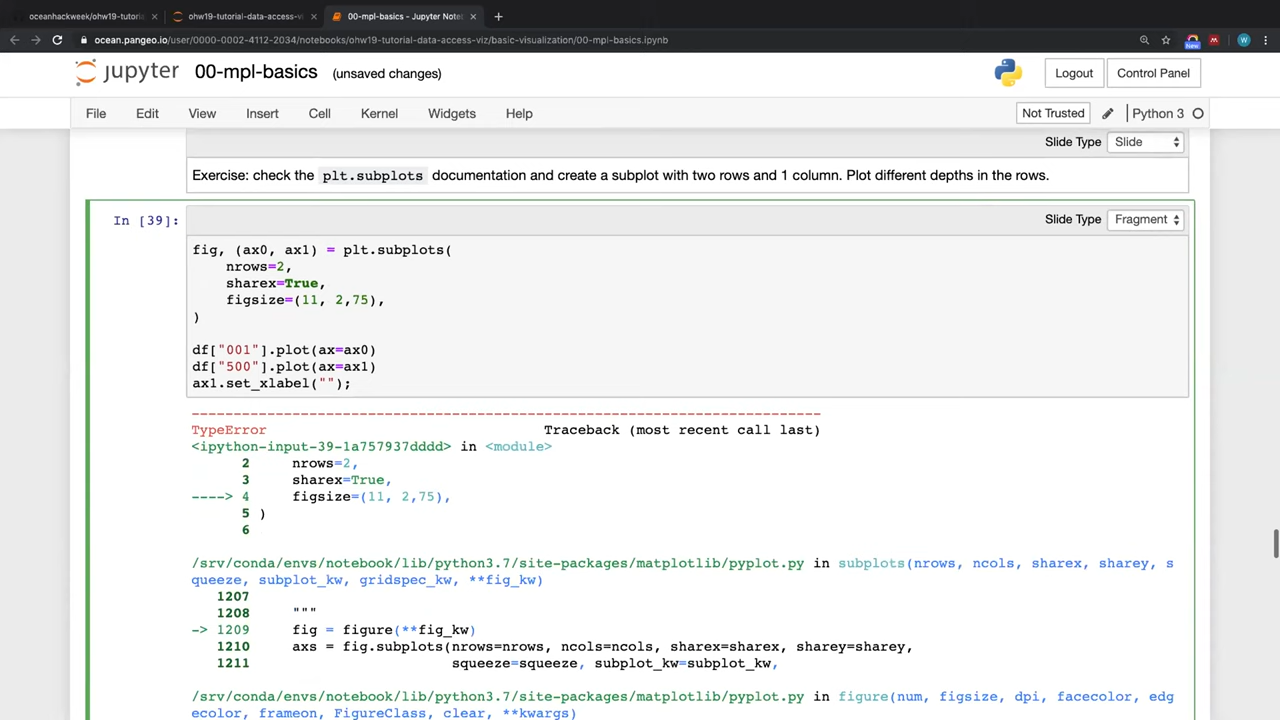 oceanhackweek/ohw19-tutorial
ohw19-tutorial-data-access-vi
00-mpl-basics - Jupyter Note
ocean.pangeo.io/user/0000-0002-4112-2034/notebooks/ohw19-tutorial-data-access-viz/basic-visualization/00-mpl-basics.ipynb
New
W
jupyter 00-mpl-basics (unsaved changes)
Logout
Control Panel
File Edit View Insert Cell Kernel Widgets Help
Not Trusted
Python 3
Slide Type Slide
Exercise: check the plt.subplots documentation and create a subplot with two rows and 1 column. Plot different depths in the rows.
In [39]:
Slide Type Fragment
fig, (ax0, ax1) = plt.subplots(
nrows=2,
sharex=True,
figsize=(11, 2,75),
)
df["001"].plot(ax=ax0)
df["500"].plot(ax=ax1)
ax1.set_xlabel("");
---------------------------------------------------------------------------
TypeError Traceback (most recent call last)
<ipython-input-39-1a757937dddd> in <module>
2 nrows=2,
3 sharex=True,
----> 4 figsize=(11, 2,75),
5 )
6
/srv/conda/envs/notebook/lib/python3.7/site-packages/matplotlib/pyplot.py in subplots(nrows, ncols, sharex, sharey, s
queeze, subplot_kw, gridspec_kw, **fig_kw)
1207
1208 """
-> 1209 fig = figure(**fig_kw)
1210 axs = fig.subplots(nrows=nrows, ncols=ncols, sharex=sharex, sharey=sharey,
1211 squeeze=squeeze, subplot_kw=subplot_kw,
/srv/conda/envs/notebook/lib/python3.7/site-packages/matplotlib/pyplot.py in figure(num, figsize, dpi, facecolor, edg
ecolor, frameon, FigureClass, clear, **kwargs)